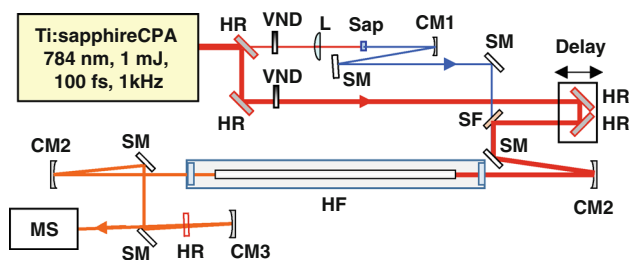 Ti:sapphireCPA
784 nm, 1 mJ,
100 fs, 1kHz
HR
VND
L
Sap
CM1
SM
SM
Delay
HR
VND
HR
HR
SF
SM
CM2
SM
HF
CM2
MS
SM
HR
CM3